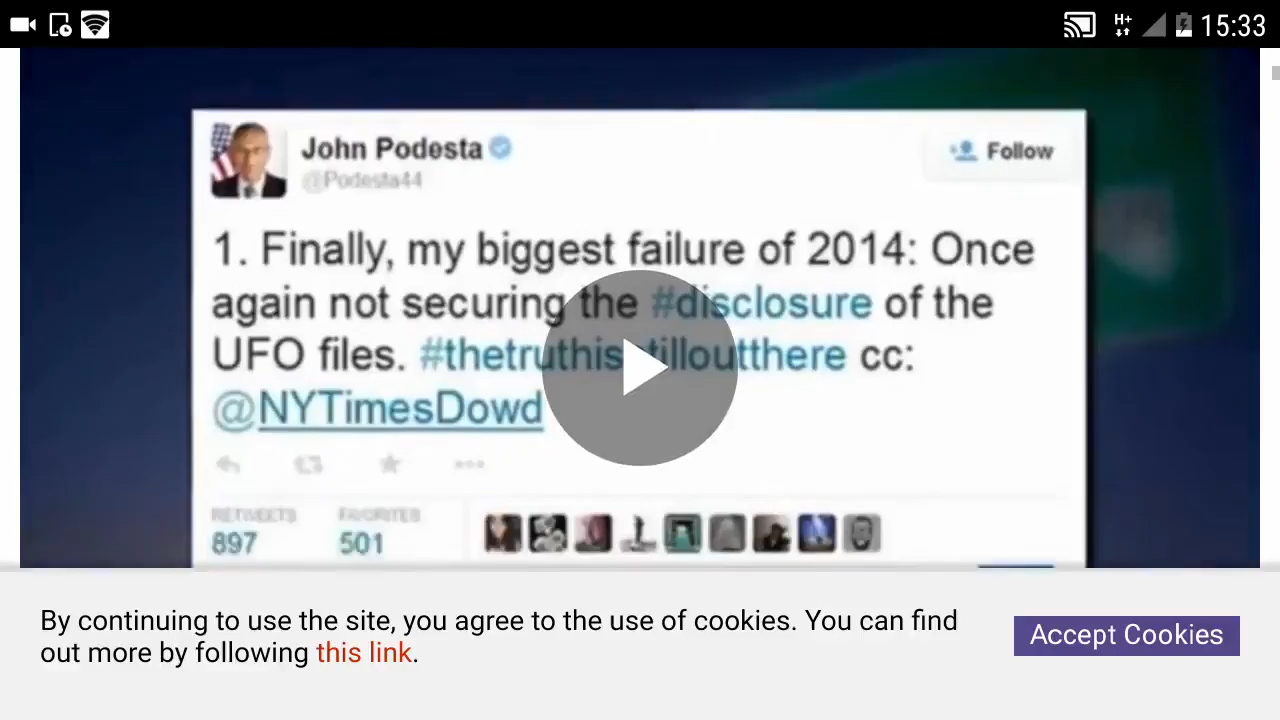 H+
15:33
John Podesta
@Podesta44
Follow
1. Finally, my biggest failure of 2014: Once
again not securing the #disclosure of the
UFO files. #thetruthisstilloutthere cc:
@NYTimesDowd
RETWEETS FAVORITES
897 501
By continuing to use the site, you agree to the use of cookies. You can find
out more by following this link.
Accept Cookies